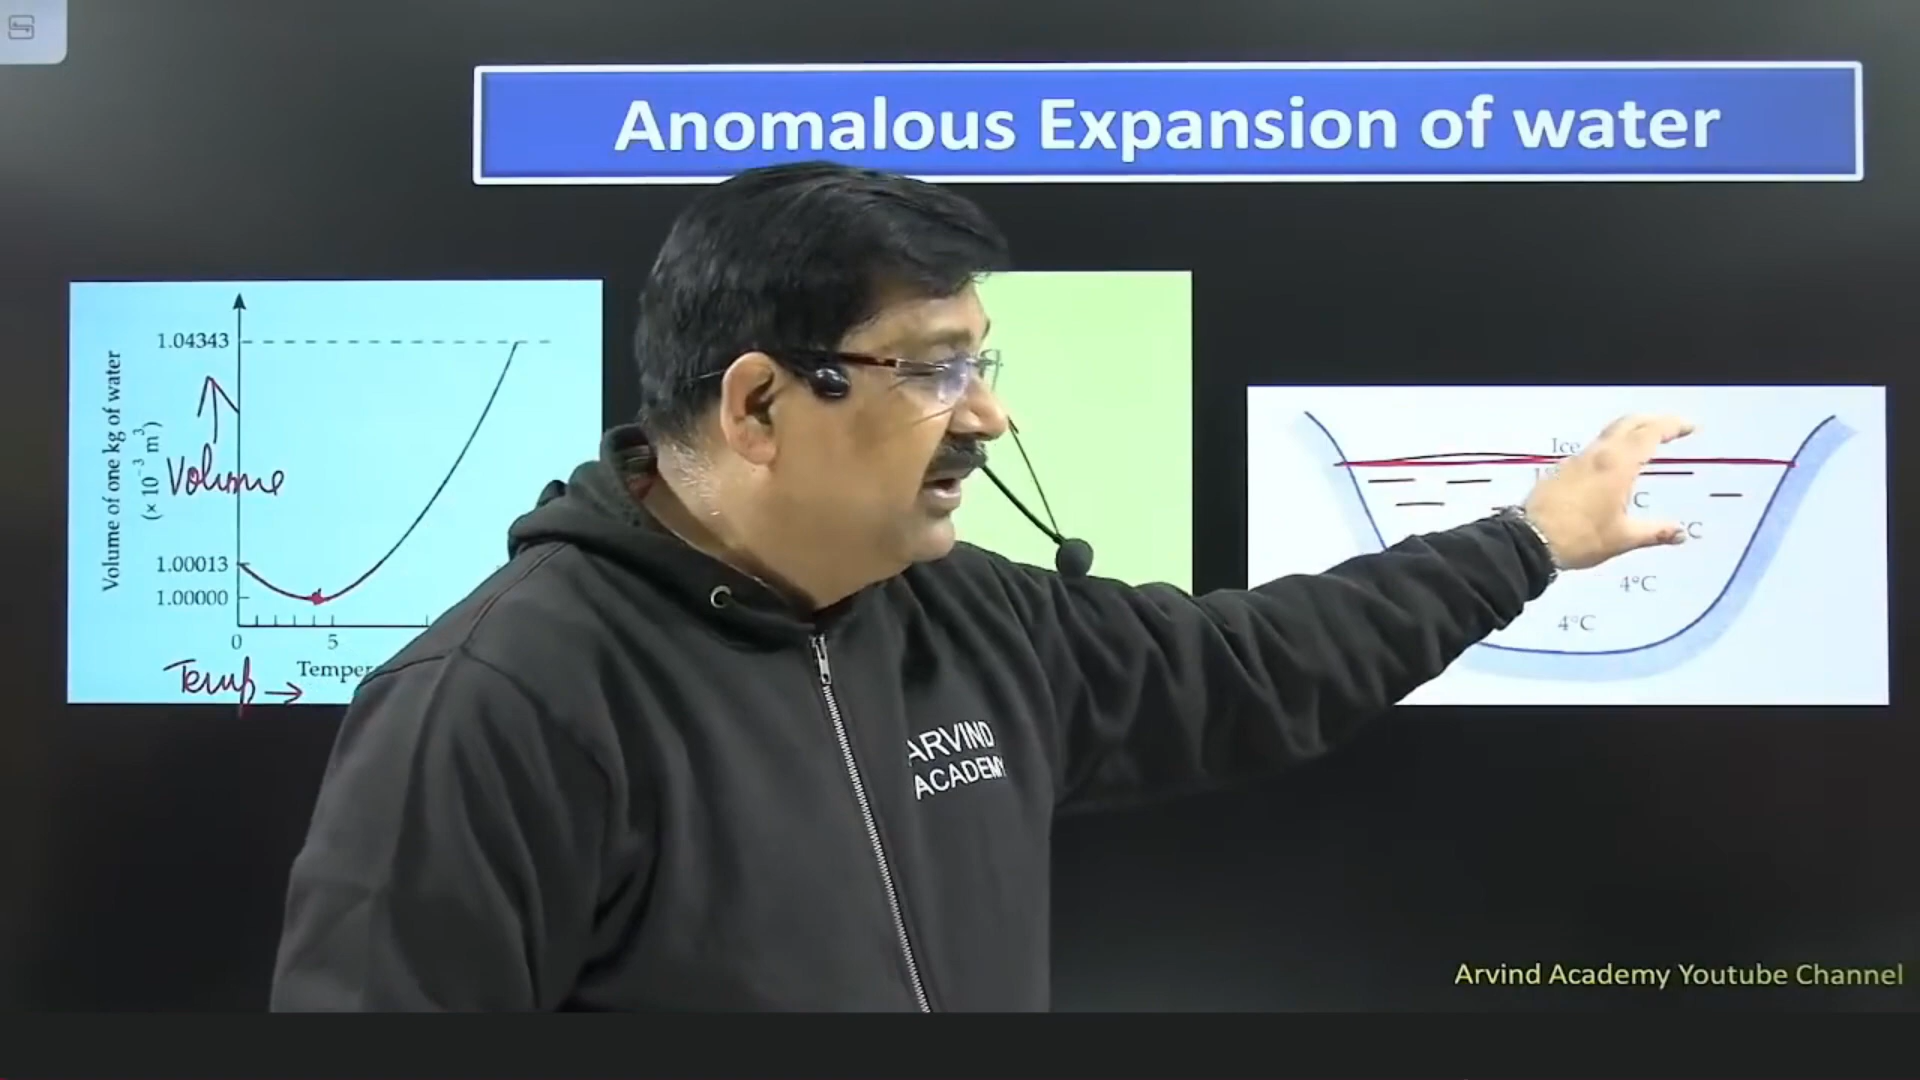 Anomalous Expansion of water
Volume of one kg of water
(× 10⁻³ m³)
1.04343
Volume
1.00013
1.00000
0 5
Temp →
Ice
4°C
4°C
ARVIND
ACADEMY
Arvind Academy Youtube Channel